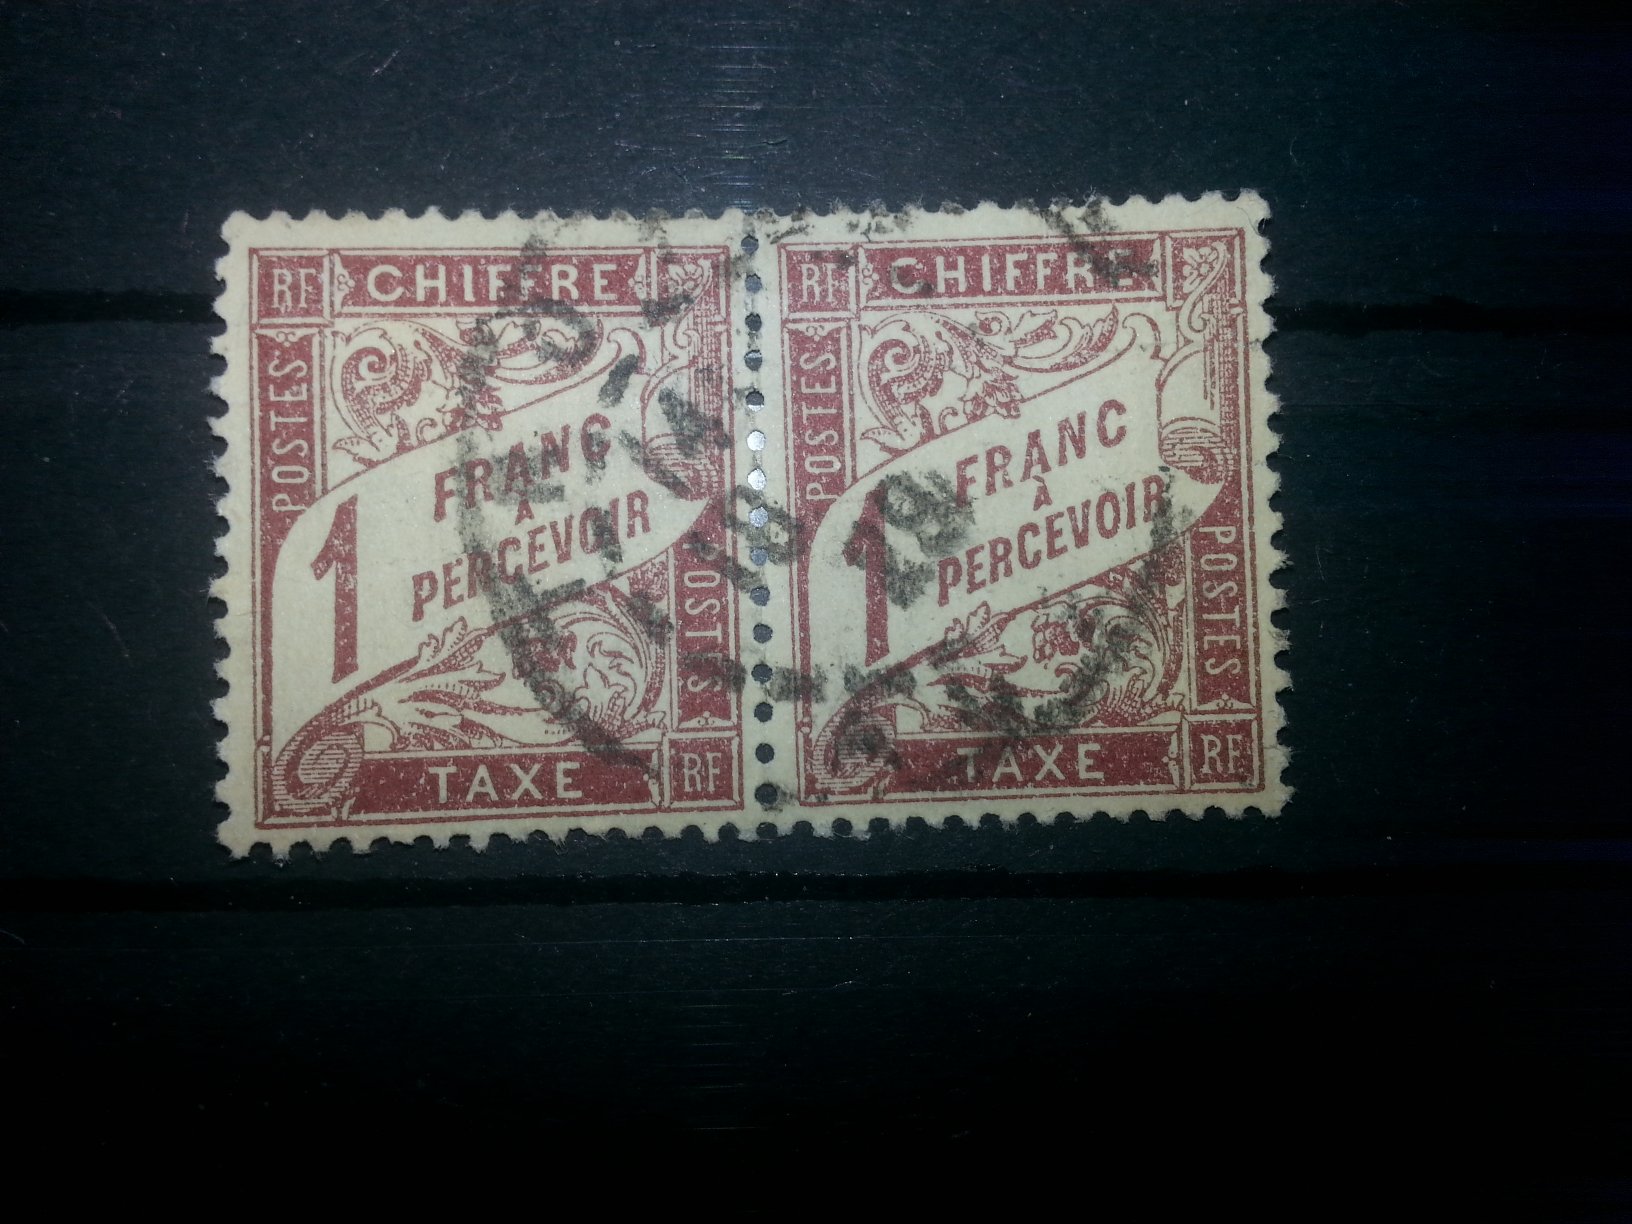 RF CHIFFRE
POSTES
1 FRANC
À
PERCEVOIR
POSTES
TAXE RF
RF CHIFFRE
POSTES
1 FRANC
À
PERCEVOIR
POSTES
TAXE RF